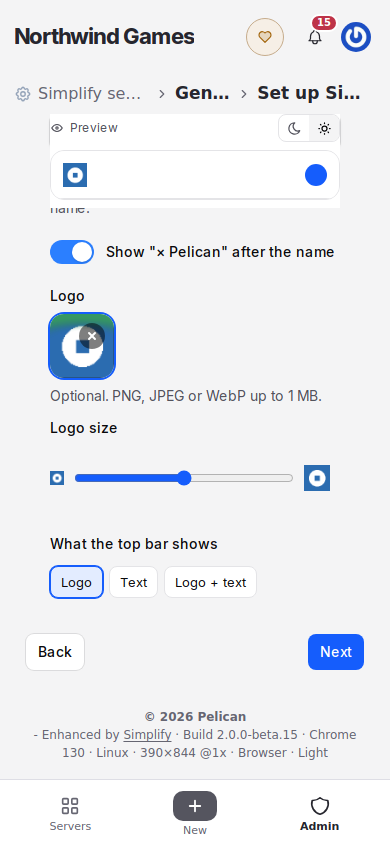 Northwind Games
15
Simplify se... > Gen... > Set up Si...
Preview
name.
Show "× Pelican" after the name
Logo
Optional. PNG, JPEG or WebP up to 1 MB.
Logo size
What the top bar shows
Logo
Text
Logo + text
Back
Next
© 2026 Pelican
- Enhanced by Simplify · Build 2.0.0-beta.15 · Chrome
130 · Linux · 390×844 @1x · Browser · Light
Servers
New
Admin